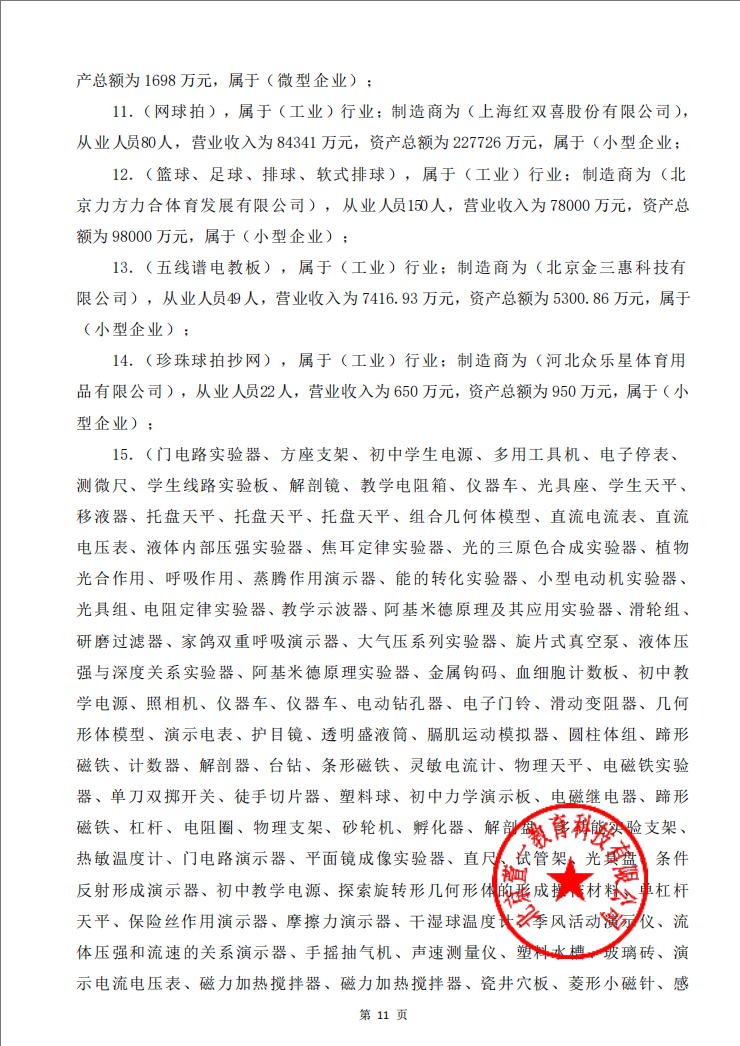 产总额为 1698 万元，属于（微型企业）；
11.（网球拍），属于（工业）行业；制造商为（上海红双喜股份有限公司），
从业人员80人，营业收入为 84341 万元，资产总额为 227726 万元，属于（小型企业；
12.（篮球、足球、排球、软式排球），属于（工业）行业；制造商为（北
京力方力合体育发展有限公司），从业人员150人，营业收入为 78000 万元，资产总
额为 98000 万元，属于（小型企业）；
13.（五线谱电教板），属于（工业）行业；制造商为（北京金三惠科技有
限公司），从业人员49人，营业收入为 7416.93 万元，资产总额为 5300.86 万元，属于
（小型企业）；
14.（珍珠球拍抄网），属于（工业）行业；制造商为（河北众乐星体育用
品有限公司），从业人员22人，营业收入为 650 万元，资产总额为 950 万元，属于（小
型企业）；
15.（门电路实验器、方座支架、初中学生电源、多用工具机、电子停表、
测微尺、学生线路实验板、解剖镜、教学电阻箱、仪器车、光具座、学生天平、
移液器、托盘天平、托盘天平、托盘天平、组合几何体模型、直流电流表、直流
电压表、液体内部压强实验器、焦耳定律实验器、光的三原色合成实验器、植物
光合作用、呼吸作用、蒸腾作用演示器、能的转化实验器、小型电动机实验器、
光具组、电阻定律实验器、教学示波器、阿基米德原理及其应用实验器、滑轮组、
研磨过滤器、家鸽双重呼吸演示器、大气压系列实验器、旋片式真空泵、液体压
强与深度关系实验器、阿基米德原理实验器、金属钩码、血细胞计数板、初中教
学电源、照相机、仪器车、仪器车、电动钻孔器、电子门铃、滑动变阻器、几何
形体模型、演示电表、护目镜、透明盛液筒、膈肌运动模拟器、圆柱体组、蹄形
磁铁、计数器、解剖器、台钻、条形磁铁、灵敏电流计、物理天平、电磁铁实验
器、单刀双掷开关、徒手切片器、塑料球、初中力学演示板、电磁继电器、蹄形
磁铁、杠杆、电阻圈、物理支架、砂轮机、孵化器、解剖盘、多功能实验支架、
热敏温度计、门电路演示器、平面镜成像实验器、直尺、试管架、光具盘、条件
反射形成演示器、初中教学电源、探索旋转形几何形体的形成操作材料、单杠杆
天平、保险丝作用演示器、摩擦力演示器、干湿球温度计、季风活动演示仪、流
体压强和流速的关系演示器、手摇抽气机、声速测量仪、塑料水槽、玻璃砖、演
示电流电压表、磁力加热搅拌器、磁力加热搅拌器、瓷井穴板、菱形小磁针、感
第 11 页